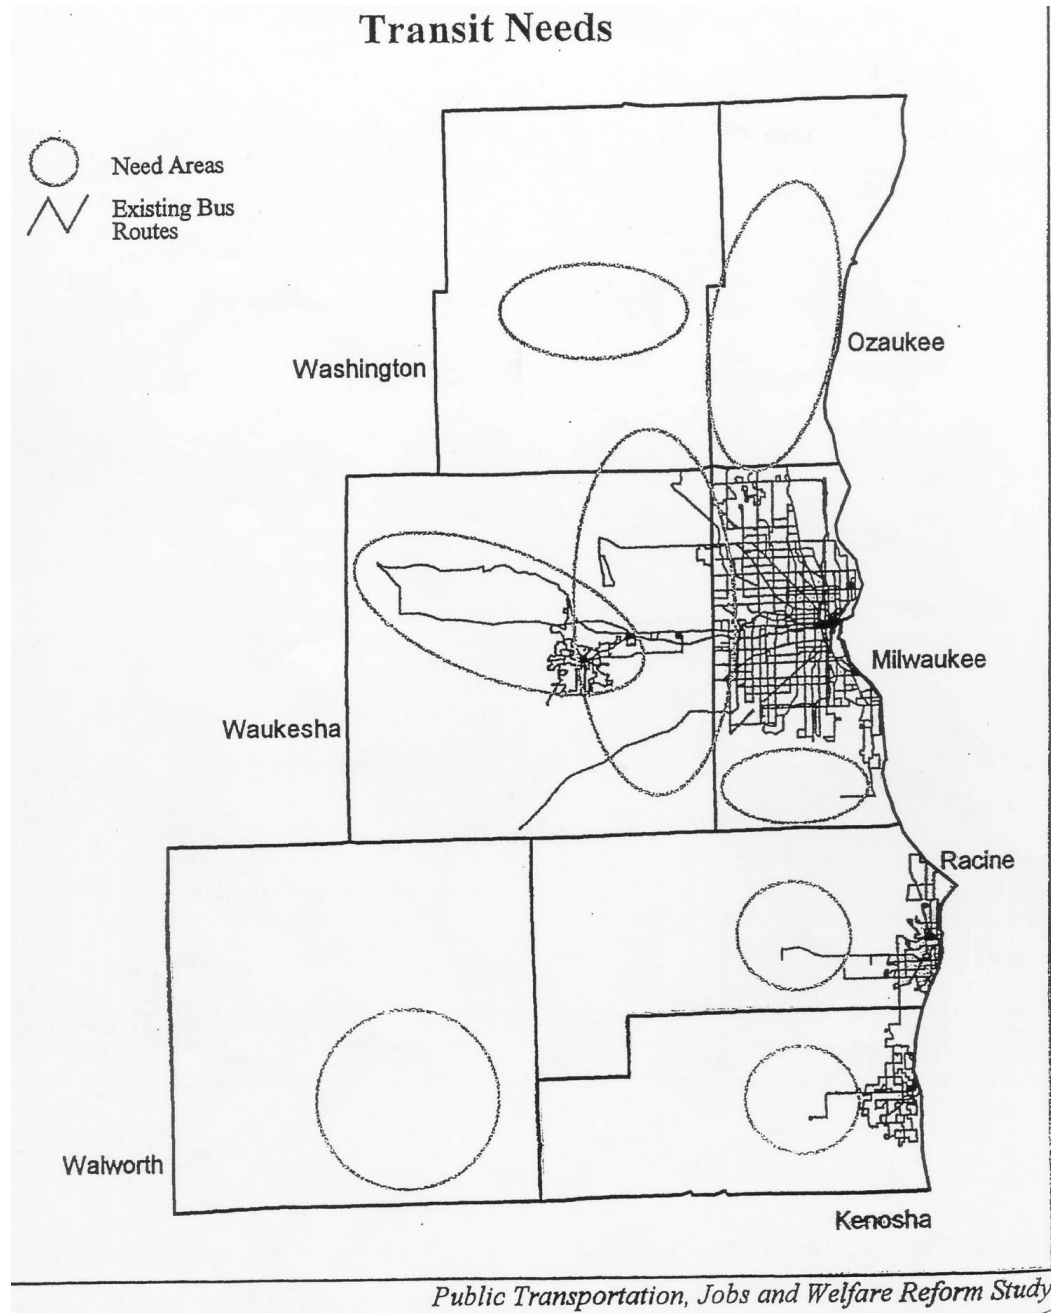 Transit Needs
Need Areas
Existing Bus
Routes
Washington
Ozaukee
Milwaukee
Waukesha
Racine
Walworth
Kenosha
Public Transportation, Jobs and Welfare Reform Study